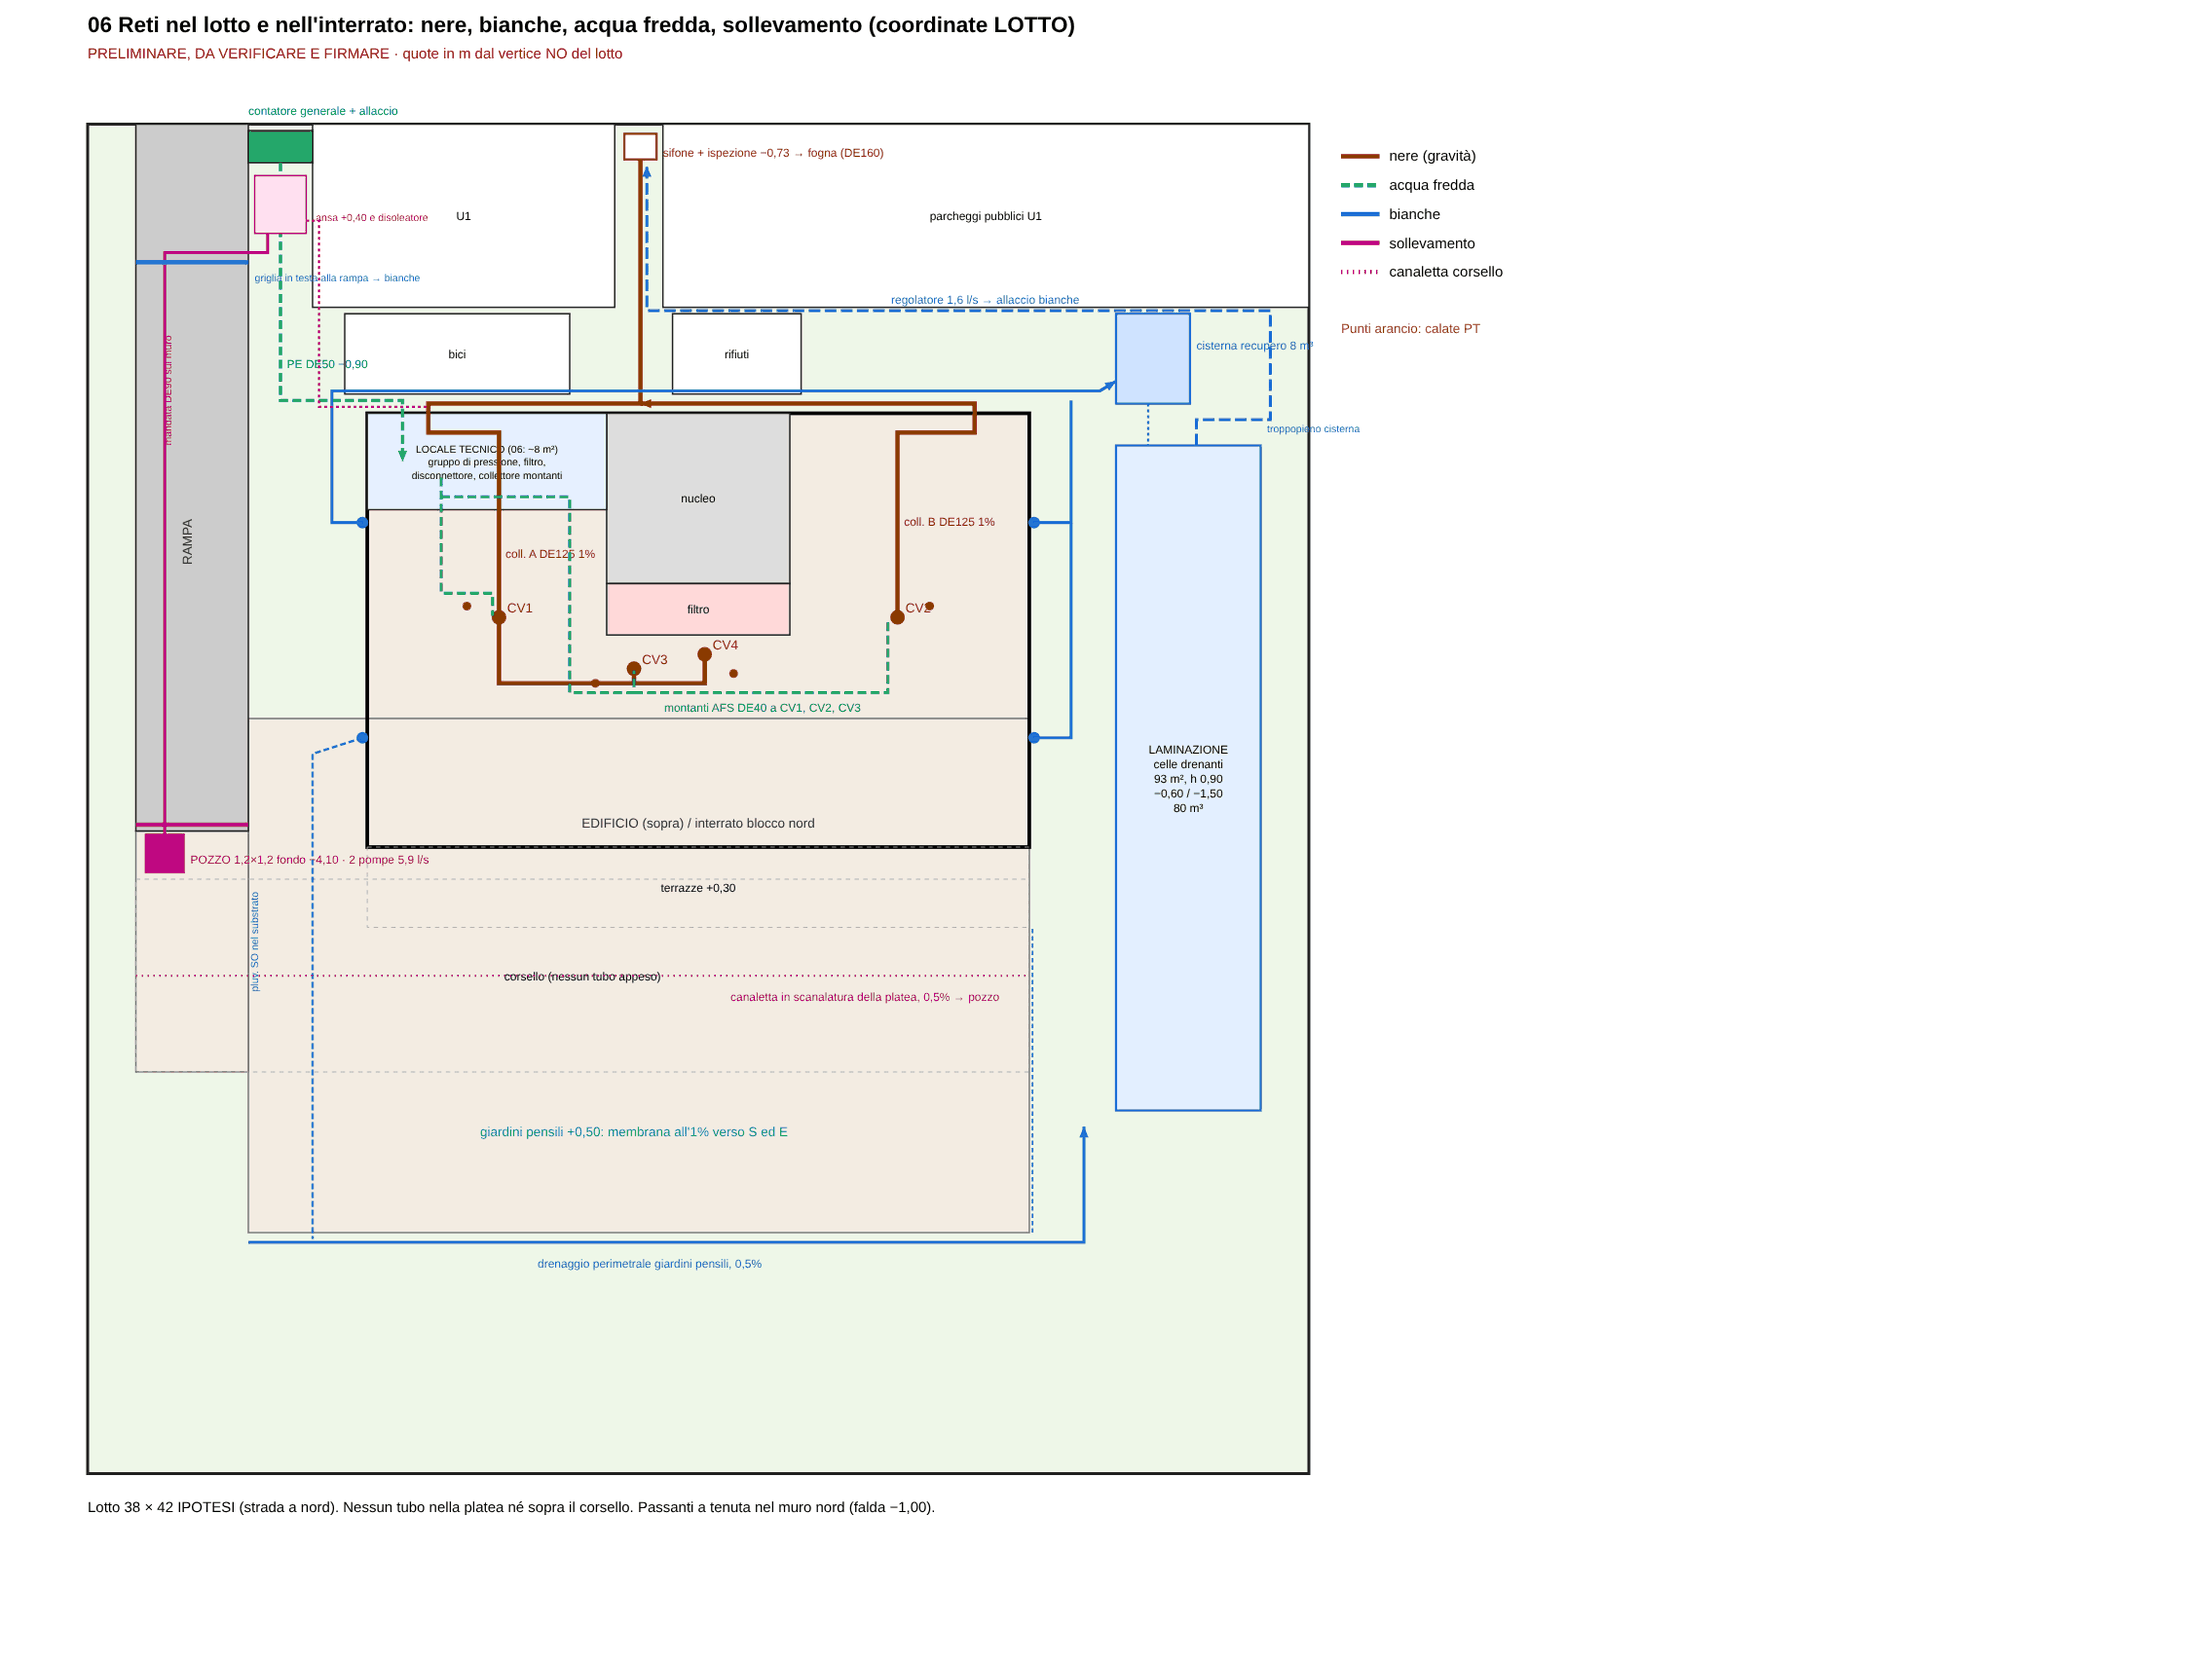 06 Reti nel lotto e nell'interrato: nere, bianche, acqua fredda, sollevamento (coordinate LOTTO)
PRELIMINARE, DA VERIFICARE E FIRMARE · quote in m dal vertice NO del lotto
contatore generale + allaccio
sifone + ispezione −0,73 → fogna (DE160)
nere (gravità)
acqua fredda
bianche
sollevamento
canaletta corsello
Punti arancio: calate PT
ansa +0,40 e disoleatore
U1
parcheggi pubblici U1
griglia in testa alla rampa → bianche
regolatore 1,6 l/s → allaccio bianche
mandata DE90 sul muro
PE DE50 −0,90
bici
rifiuti
cisterna recupero 8 m³
troppopieno cisterna
LOCALE TECNICO (06: ~8 m²)
gruppo di pressione, filtro,
disconnettore, collettore montanti
nucleo
RAMPA
coll. A DE125 1%
coll. B DE125 1%
CV1
filtro
CV2
CV4
CV3
montanti AFS DE40 a CV1, CV2, CV3
LAMINAZIONE
celle drenanti
93 m², h 0,90
−0,60 / −1,50
80 m³
EDIFICIO (sopra) / interrato blocco nord
POZZO 1,2×1,2 fondo −4,10 · 2 pompe 5,9 l/s
terrazze +0,30
pluv. SO nel substrato
corsello (nessun tubo appeso)
canaletta in scanalatura della platea, 0,5% → pozzo
giardini pensili +0,50: membrana all'1% verso S ed E
drenaggio perimetrale giardini pensili, 0,5%
Lotto 38 × 42 IPOTESI (strada a nord). Nessun tubo nella platea né sopra il corsello. Passanti a tenuta nel muro nord (falda −1,00).